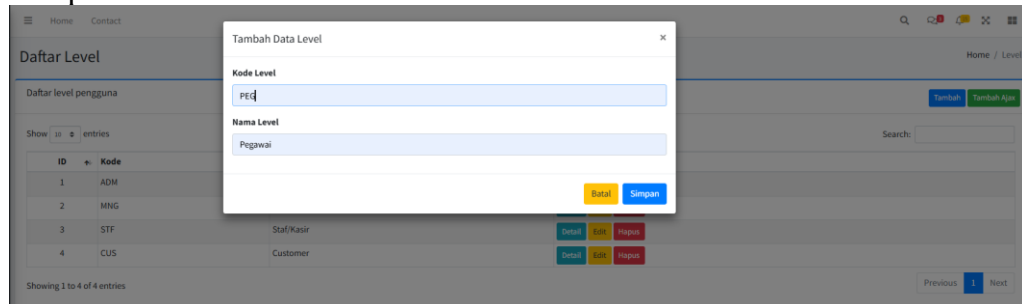 Home Contact
Daftar Level
Home / Level
Daftar level pengguna
Tambah Tambah Ajax
Show 10 entries
Search:
ID Kode
1 ADM
2 MNG
3 STF Staf/Kasir Detail Edit Hapus
4 CUS Customer Detail Edit Hapus
Showing 1 to 4 of 4 entries
Previous 1 Next
Tambah Data Level ×
Kode Level
PEG
Nama Level
Pegawai
Batal Simpan